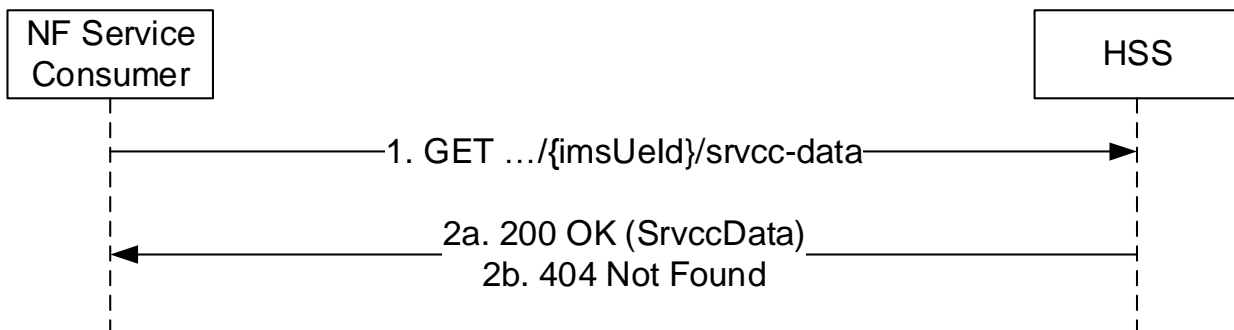 NF Service
Consumer
HSS
1. GET …/{imsUeId}/srvcc-data
2a. 200 OK (SrvccData)
2b. 404 Not Found